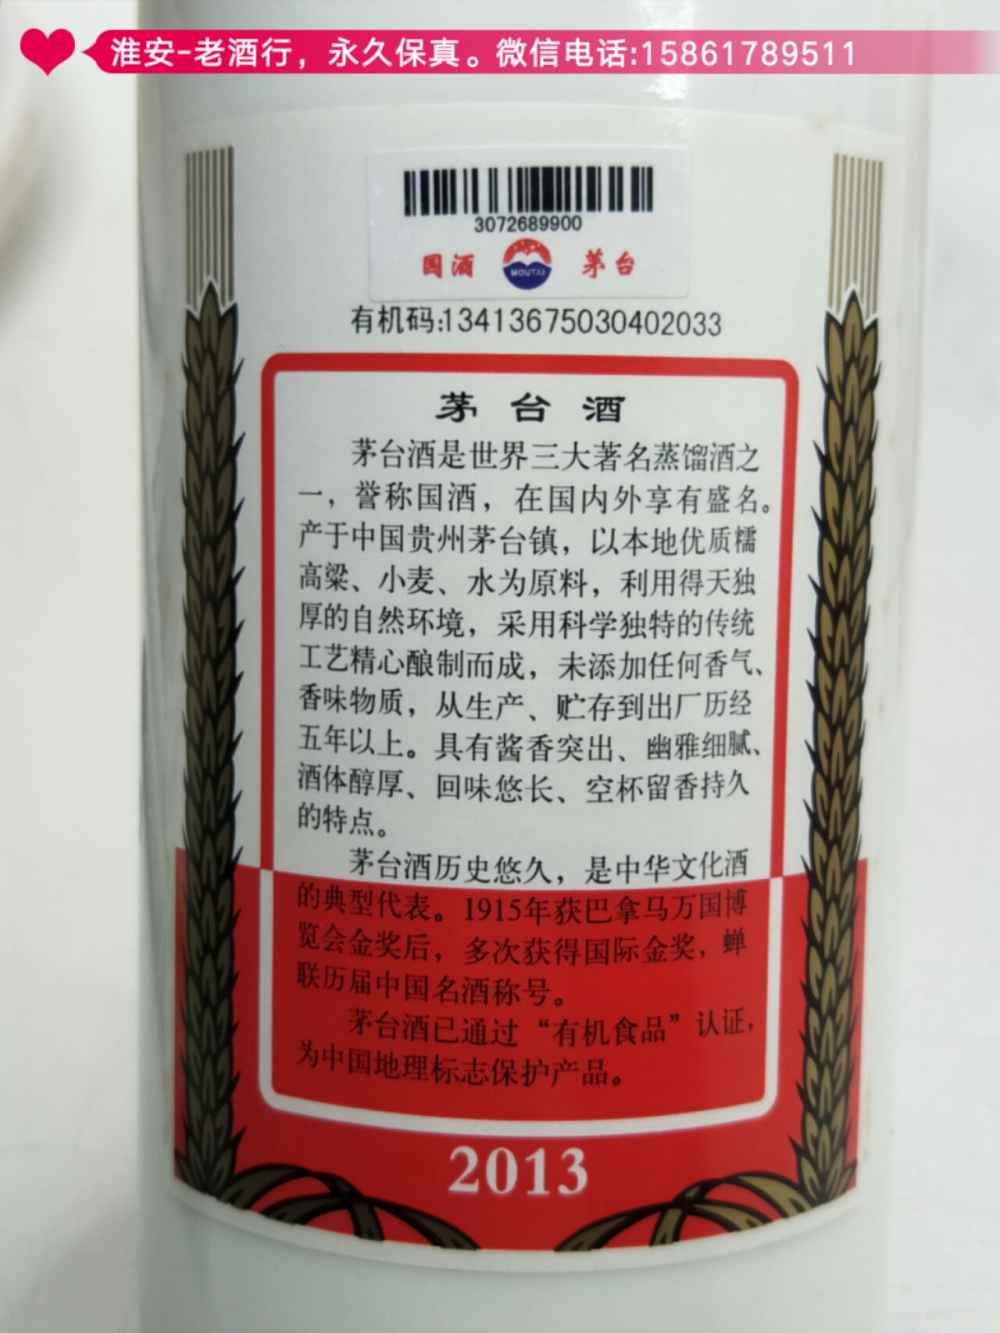 淮安-老酒行，永久保真。微信电话:15861789511
3072689900
国酒 MOUTAI 茅台
有机码:13413675030402033
茅台酒
茅台酒是世界三大著名蒸馏酒之
一，誉称国酒，在国内外享有盛名。
产于中国贵州茅台镇，以本地优质糯
高粱、小麦、水为原料，利用得天独
厚的自然环境，采用科学独特的传统
工艺精心酿制而成，未添加任何香气、
香味物质，从生产、贮存到出厂历经
五年以上。具有酱香突出、幽雅细腻、
酒体醇厚、回味悠长、空杯留香持久
的特点。
茅台酒历史悠久，是中华文化酒
的典型代表。1915年获巴拿马万国博
览会金奖后，多次获得国际金奖，蝉
联历届中国名酒称号。
茅台酒已通过“有机食品”认证，
为中国地理标志保护产品。
2013